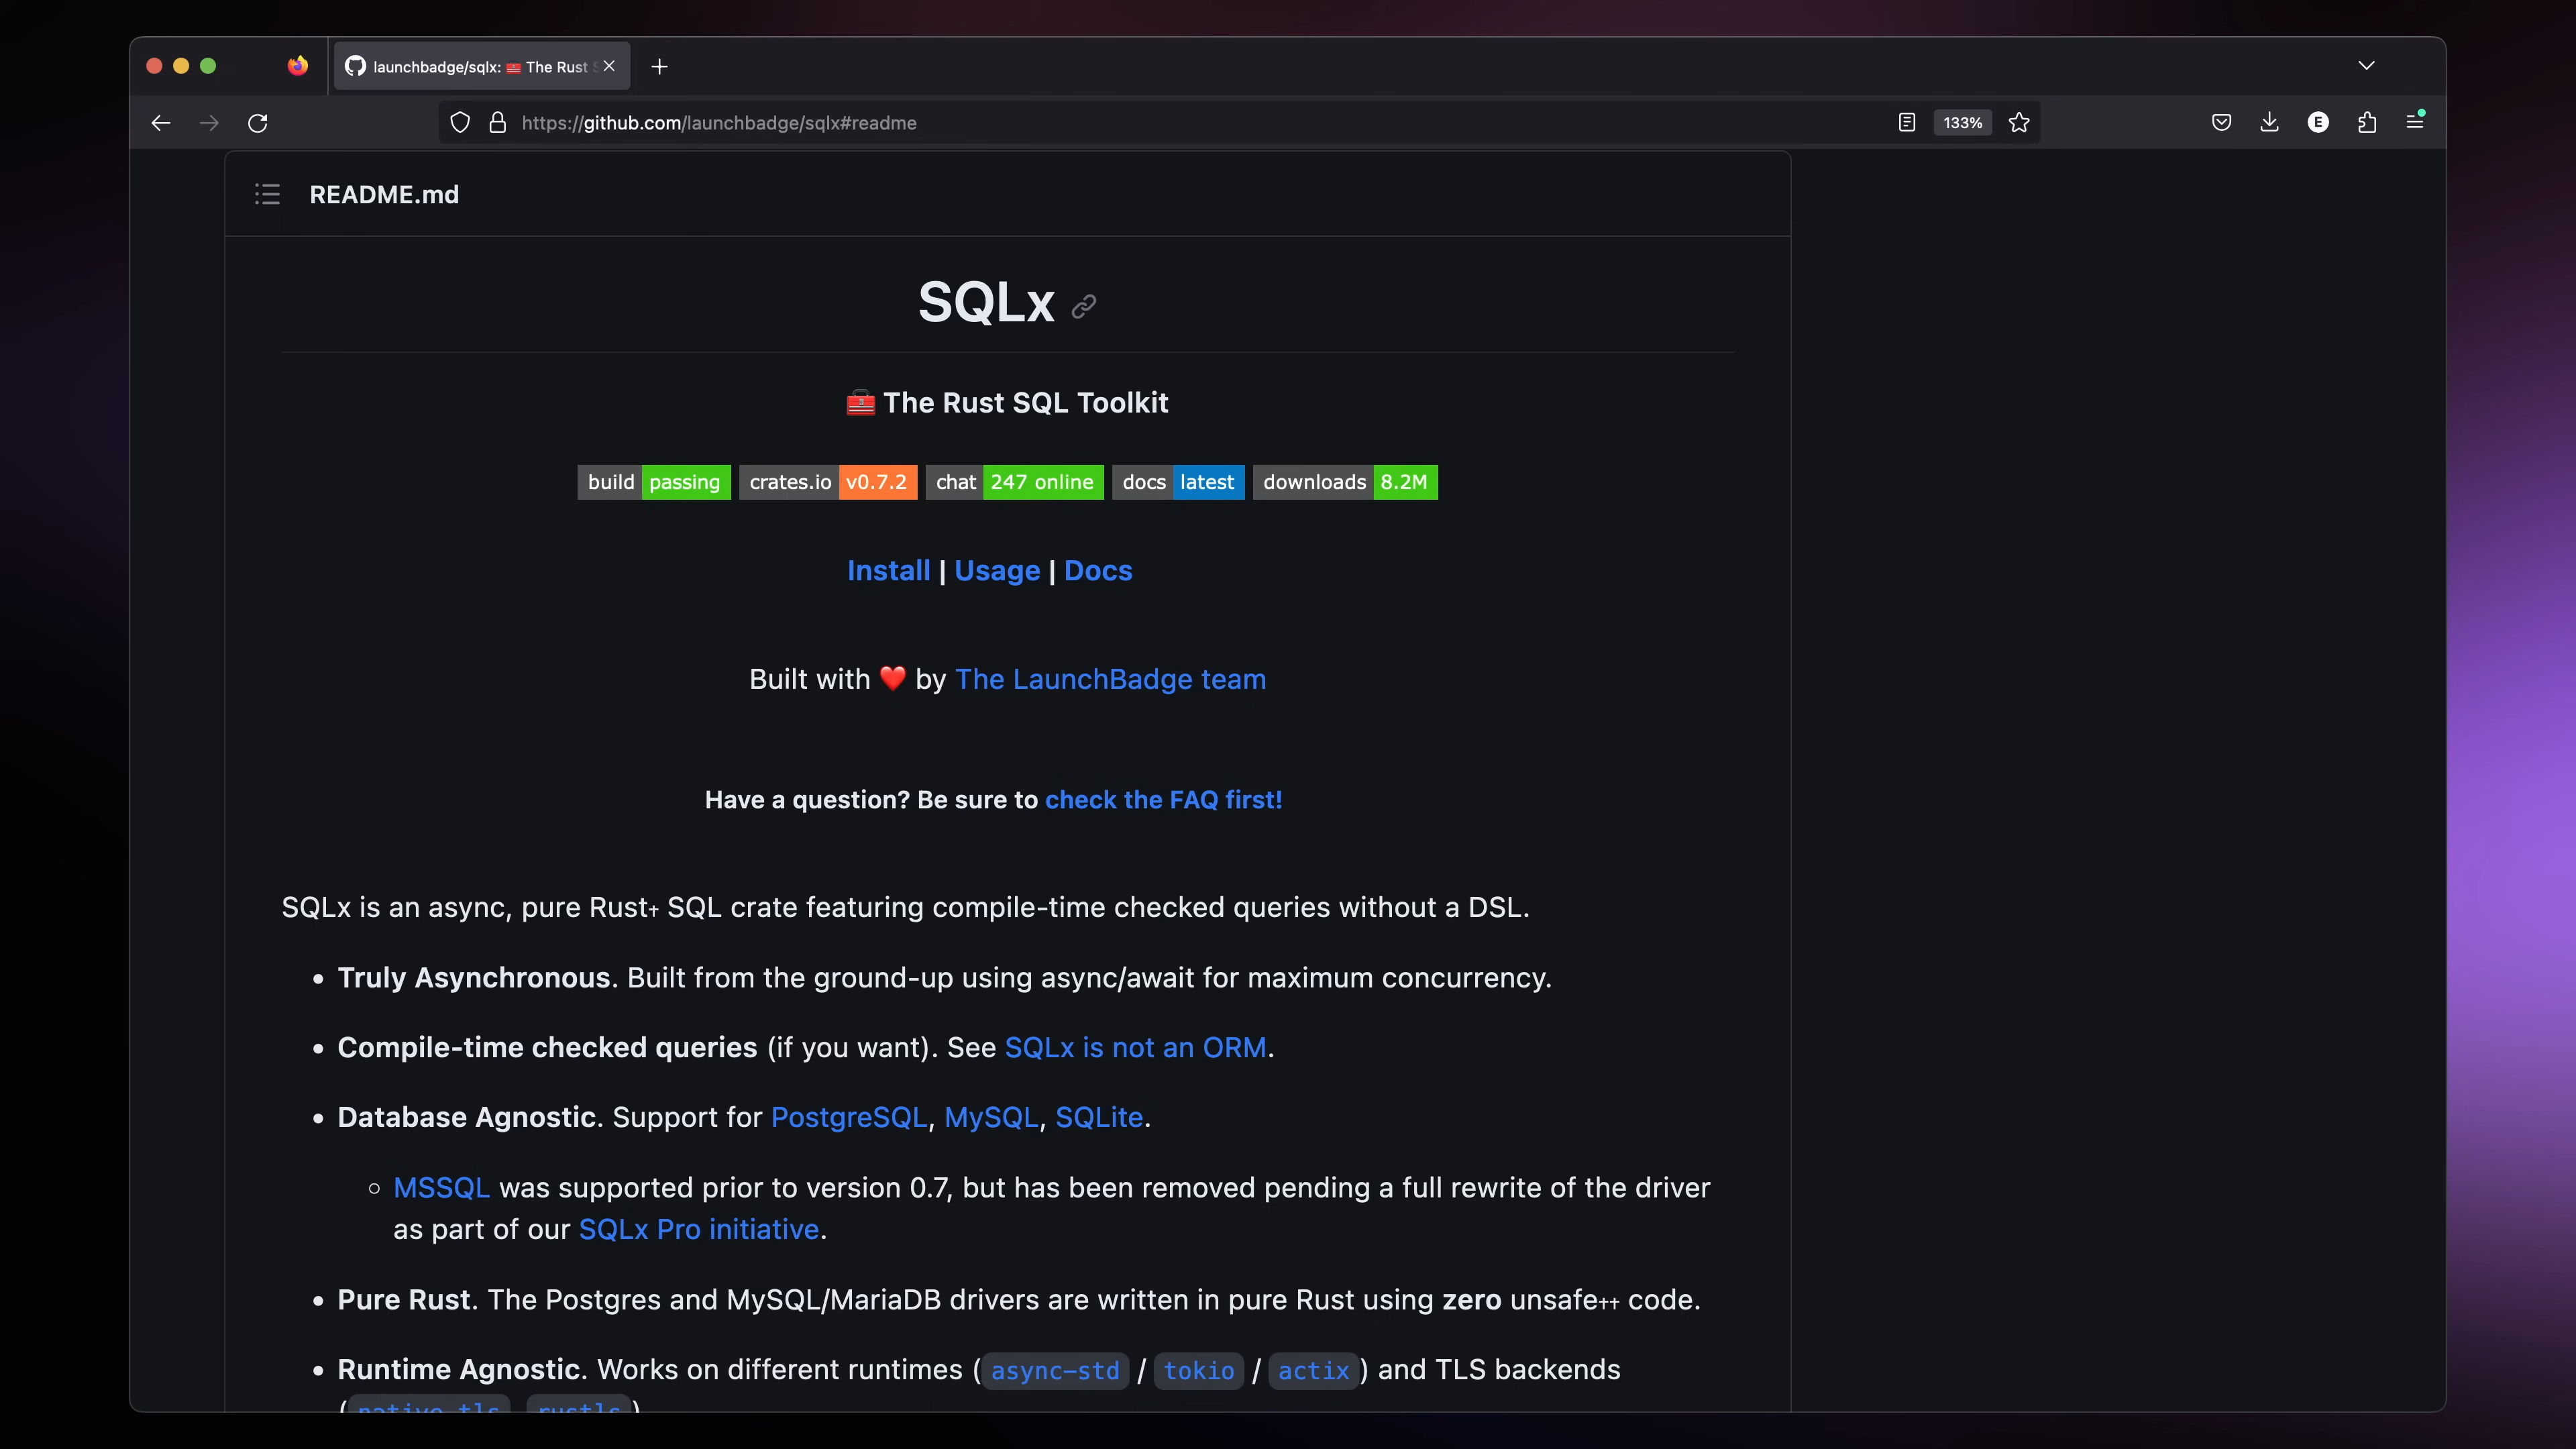 launchbadge/sqlx: 🧰 The Rust S
https://github.com/launchbadge/sqlx#readme
133%
E
README.md
SQLx
🧰 The Rust SQL Toolkit
build passing crates.io v0.7.2 chat 247 online docs latest downloads 8.2M
Install | Usage | Docs
Built with ❤️ by The LaunchBadge team
Have a question? Be sure to check the FAQ first!
SQLx is an async, pure Rust† SQL crate featuring compile-time checked queries without a DSL.
• Truly Asynchronous. Built from the ground-up using async/await for maximum concurrency.
• Compile-time checked queries (if you want). See SQLx is not an ORM.
• Database Agnostic. Support for PostgreSQL, MySQL, SQLite.
◦ MSSQL was supported prior to version 0.7, but has been removed pending a full rewrite of the driver
as part of our SQLx Pro initiative.
• Pure Rust. The Postgres and MySQL/MariaDB drivers are written in pure Rust using zero unsafe†† code.
• Runtime Agnostic. Works on different runtimes (async-std / tokio / actix) and TLS backends
(native-tls, rustls)